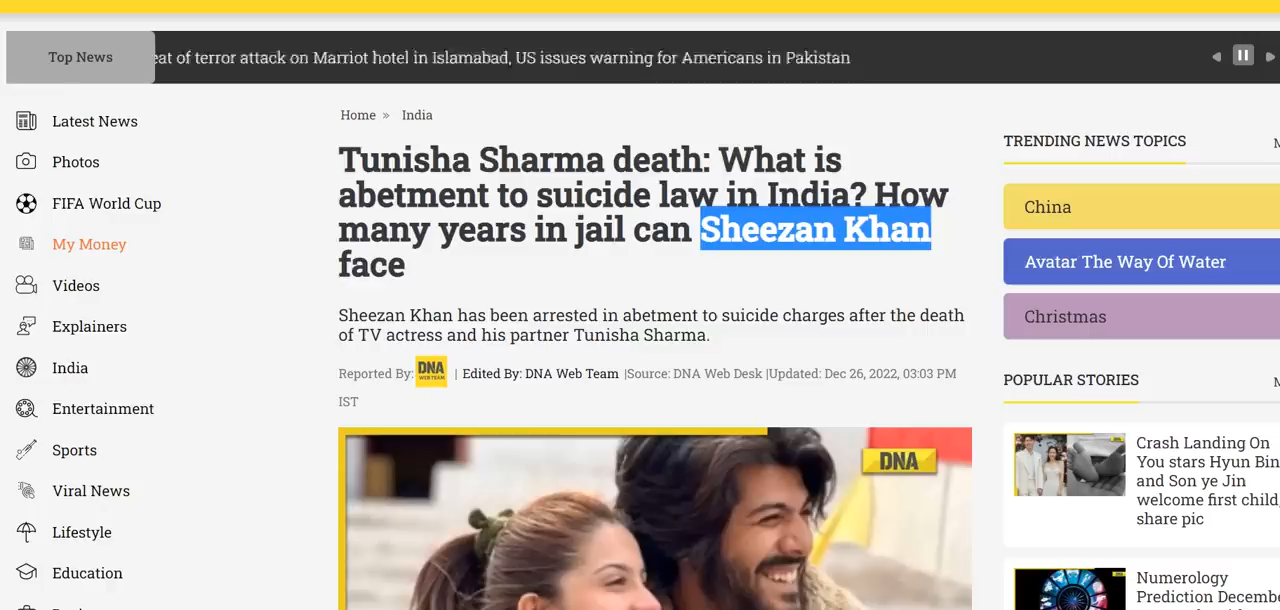 Top News
eat of terror attack on Marriot hotel in Islamabad, US issues warning for Americans in Pakistan
Latest News
Photos
FIFA World Cup
My Money
Videos
Explainers
India
Entertainment
Sports
Viral News
Lifestyle
Education
Home » India
Tunisha Sharma death: What is
abetment to suicide law in India? How
many years in jail can Sheezan Khan
face
Sheezan Khan has been arrested in abetment to suicide charges after the death
of TV actress and his partner Tunisha Sharma.
Reported By: DNA WEB TEAM | Edited By: DNA Web Team |Source: DNA Web Desk |Updated: Dec 26, 2022, 03:03 PM
IST
DNA
TRENDING NEWS TOPICS
China
Avatar The Way Of Water
Christmas
POPULAR STORIES
Crash Landing On
You stars Hyun Bin
and Son ye Jin
welcome first child,
share pic
Numerology
Prediction Decembe